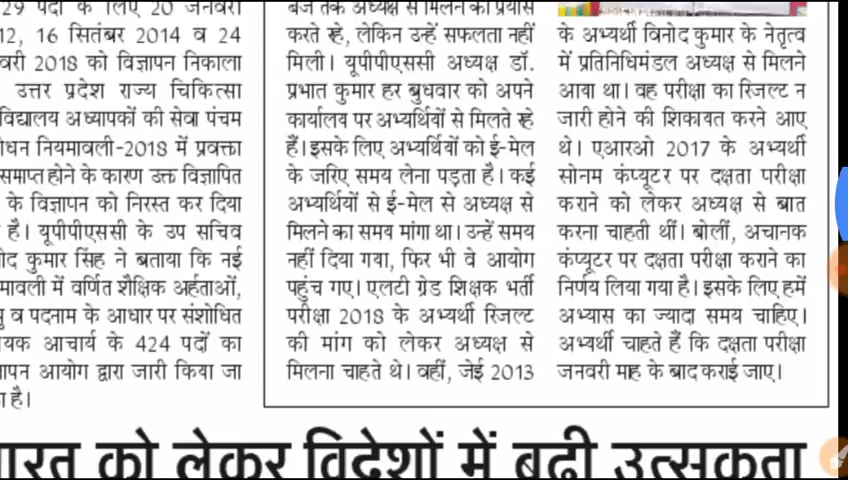 29 पदों के लिए 20 जनवरी
12, 16 सितंबर 2014 व 24
वरी 2018 को विज्ञापन निकाला
उत्तर प्रदेश राज्य चिकित्सा
विद्यालय अध्यापकों की सेवा पंचम
धन नियमावली-2018 में प्रवक्ता
समाप्त होने के कारण उक्त विज्ञापित
के विज्ञापन को निरस्त कर दिया
है। यूपीपीएससी के उप सचिव
ोद कुमार सिंह ने बताया कि नई
मावली में वर्णित शैक्षिक अर्हताओं,
व पदनाम के आधार पर संशोधित
यक आचार्य के 424 पदों का
ापन आयोग द्वारा जारी किया जा
है।
बजे तक अध्यक्ष से मिलने का प्रयास
करते रहे, लेकिन उन्हें सफलता नहीं
मिली। यूपीपीएससी अध्यक्ष डॉ.
प्रभात कुमार हर बुधवार को अपने
कार्यालय पर अभ्यर्थियों से मिलते रहे
हैं। इसके लिए अभ्यर्थियों को ई-मेल
के जरिए समय लेना पड़ता है। कई
अभ्यर्थियों से ई-मेल से अध्यक्ष से
मिलने का समय मांगा था। उन्हें समय
नहीं दिया गया, फिर भी वे आयोग
पहुंच गए। एलटी ग्रेड शिक्षक भर्ती
परीक्षा 2018 के अभ्यर्थी रिजल्ट
की मांग को लेकर अध्यक्ष से
मिलना चाहते थे। वहीं, जेई 2013
के अभ्यर्थी विनोद कुमार के नेतृत्व
में प्रतिनिधिमंडल अध्यक्ष से मिलने
आया था। वह परीक्षा का रिजल्ट न
जारी होने की शिकायत करने आए
थे। एआरओ 2017 के अभ्यर्थी
सोनम कंप्यूटर पर दक्षता परीक्षा
कराने को लेकर अध्यक्ष से बात
करना चाहती थीं। बोलीं, अचानक
कंप्यूटर पर दक्षता परीक्षा कराने का
निर्णय लिया गया है। इसके लिए हमें
अभ्यास का ज्यादा समय चाहिए।
अभ्यर्थी चाहते हैं कि दक्षता परीक्षा
जनवरी माह के बाद कराई जाए।
ारत को लेकर विदेशों में बढ़ी उत्सुकता